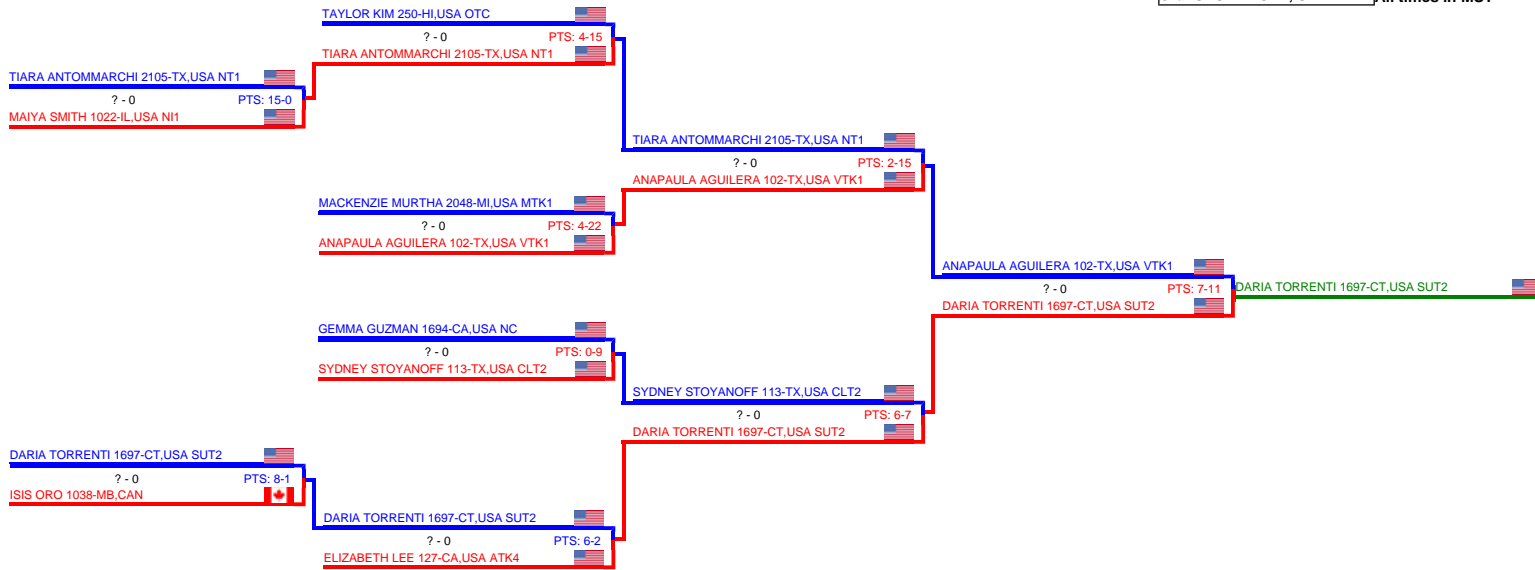 All times in MST
TAYLOR KIM 250-HI,USA OTC
? - 0 PTS: 4-15
TIARA ANTOMMARCHI 2105-TX,USA NT1
TIARA ANTOMMARCHI 2105-TX,USA NT1
? - 0 PTS: 15-0
MAIYA SMITH 1022-IL,USA NI1
TIARA ANTOMMARCHI 2105-TX,USA NT1
? - 0 PTS: 2-15
ANAPAULA AGUILERA 102-TX,USA VTK1
MACKENZIE MURTHA 2048-MI,USA MTK1
? - 0 PTS: 4-22
ANAPAULA AGUILERA 102-TX,USA VTK1
ANAPAULA AGUILERA 102-TX,USA VTK1
? - 0 PTS: 7-11
DARIA TORRENTI 1697-CT,USA SUT2
DARIA TORRENTI 1697-CT,USA SUT2
GEMMA GUZMAN 1694-CA,USA NC
? - 0 PTS: 0-9
SYDNEY STOYANOFF 113-TX,USA CLT2
SYDNEY STOYANOFF 113-TX,USA CLT2
? - 0 PTS: 6-7
DARIA TORRENTI 1697-CT,USA SUT2
DARIA TORRENTI 1697-CT,USA SUT2
? - 0 PTS: 8-1
ISIS ORO 1038-MB,CAN
DARIA TORRENTI 1697-CT,USA SUT2
? - 0 PTS: 6-2
ELIZABETH LEE 127-CA,USA ATK4